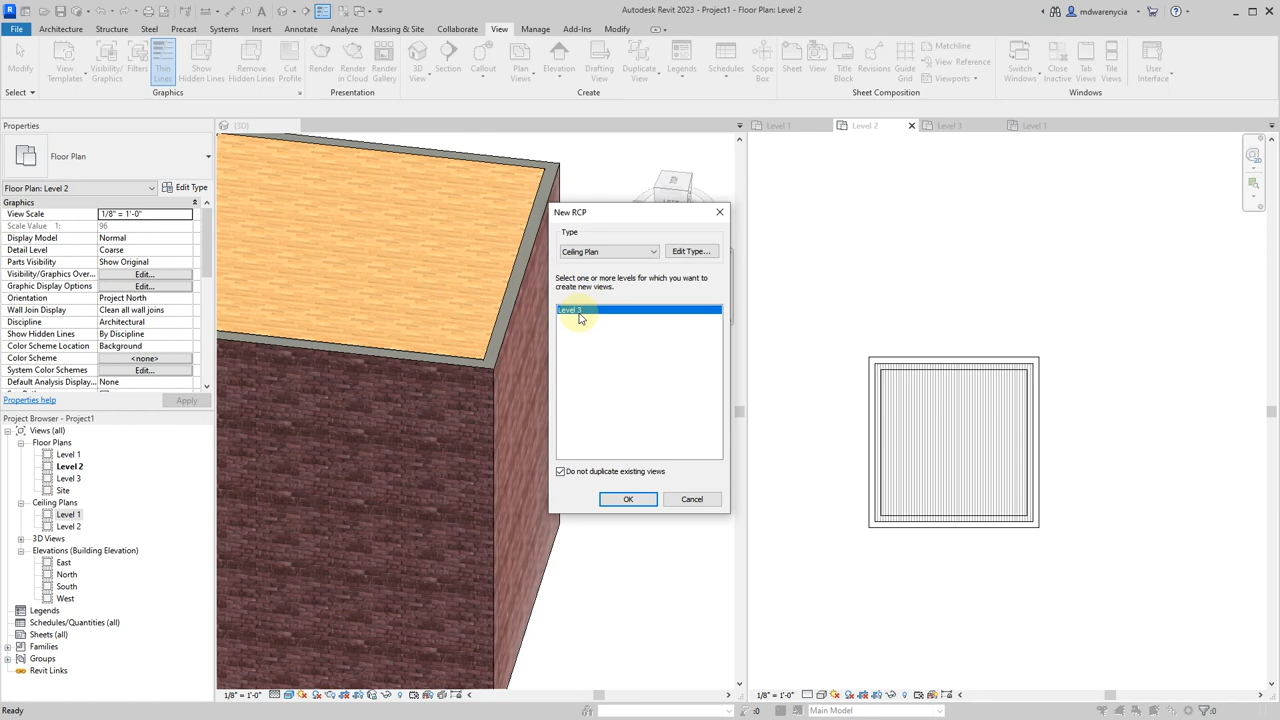 Autodesk Revit 2023 - Project1 - Floor Plan: Level 2
mdwarenycia
File Architecture Structure Steel Precast Systems Insert Annotate Analyze Massing & Site Collaborate View Manage Add-Ins Modify
Modify
View Templates
Visibility/ Graphics
Filters
Thin Lines
Show Hidden Lines
Remove Hidden Lines
Cut Profile
Render
Render in Cloud
Render Gallery
3D View
Section
Callout
Plan Views
Elevation
Drafting View
Duplicate View
Legends
Schedules
Scope Box
Sheet
View
Title Block
Revisions
Guide Grid
Matchline
View Reference
Viewports
Switch Windows
Close Inactive
Tab Views
Tile Views
User Interface
Select Graphics Presentation Create Sheet Composition Windows
Properties
Floor Plan
Floor Plan: Level 2
Edit Type
Graphics
View Scale 1/8" = 1'-0"
Scale Value 1: 96
Display Model Normal
Detail Level Coarse
Parts Visibility Show Original
Visibility/Graphics Over... Edit...
Graphic Display Options Edit...
Orientation Project North
Wall Join Display Clean all wall joins
Discipline Architectural
Show Hidden Lines By Discipline
Color Scheme Location Background
Color Scheme <none>
System Color Schemes Edit...
Default Analysis Display... None
Properties help
Apply
Project Browser - Project1
Views (all)
Floor Plans
Level 1
Level 2
Level 3
Site
Ceiling Plans
Level 1
Level 2
3D Views
Elevations (Building Elevation)
East
North
South
West
Legends
Schedules/Quantities (all)
Sheets (all)
Families
Groups
Revit Links
{3D}
Level 1
Level 2
Level 3
Level 1
New RCP
Type
Ceiling Plan
Edit Type...
Select one or more levels for which you want to
create new views.
Level 3
Do not duplicate existing views
OK
Cancel
1/8" = 1'-0"
1/8" = 1'-0"
Ready
:0
Main Model
:0